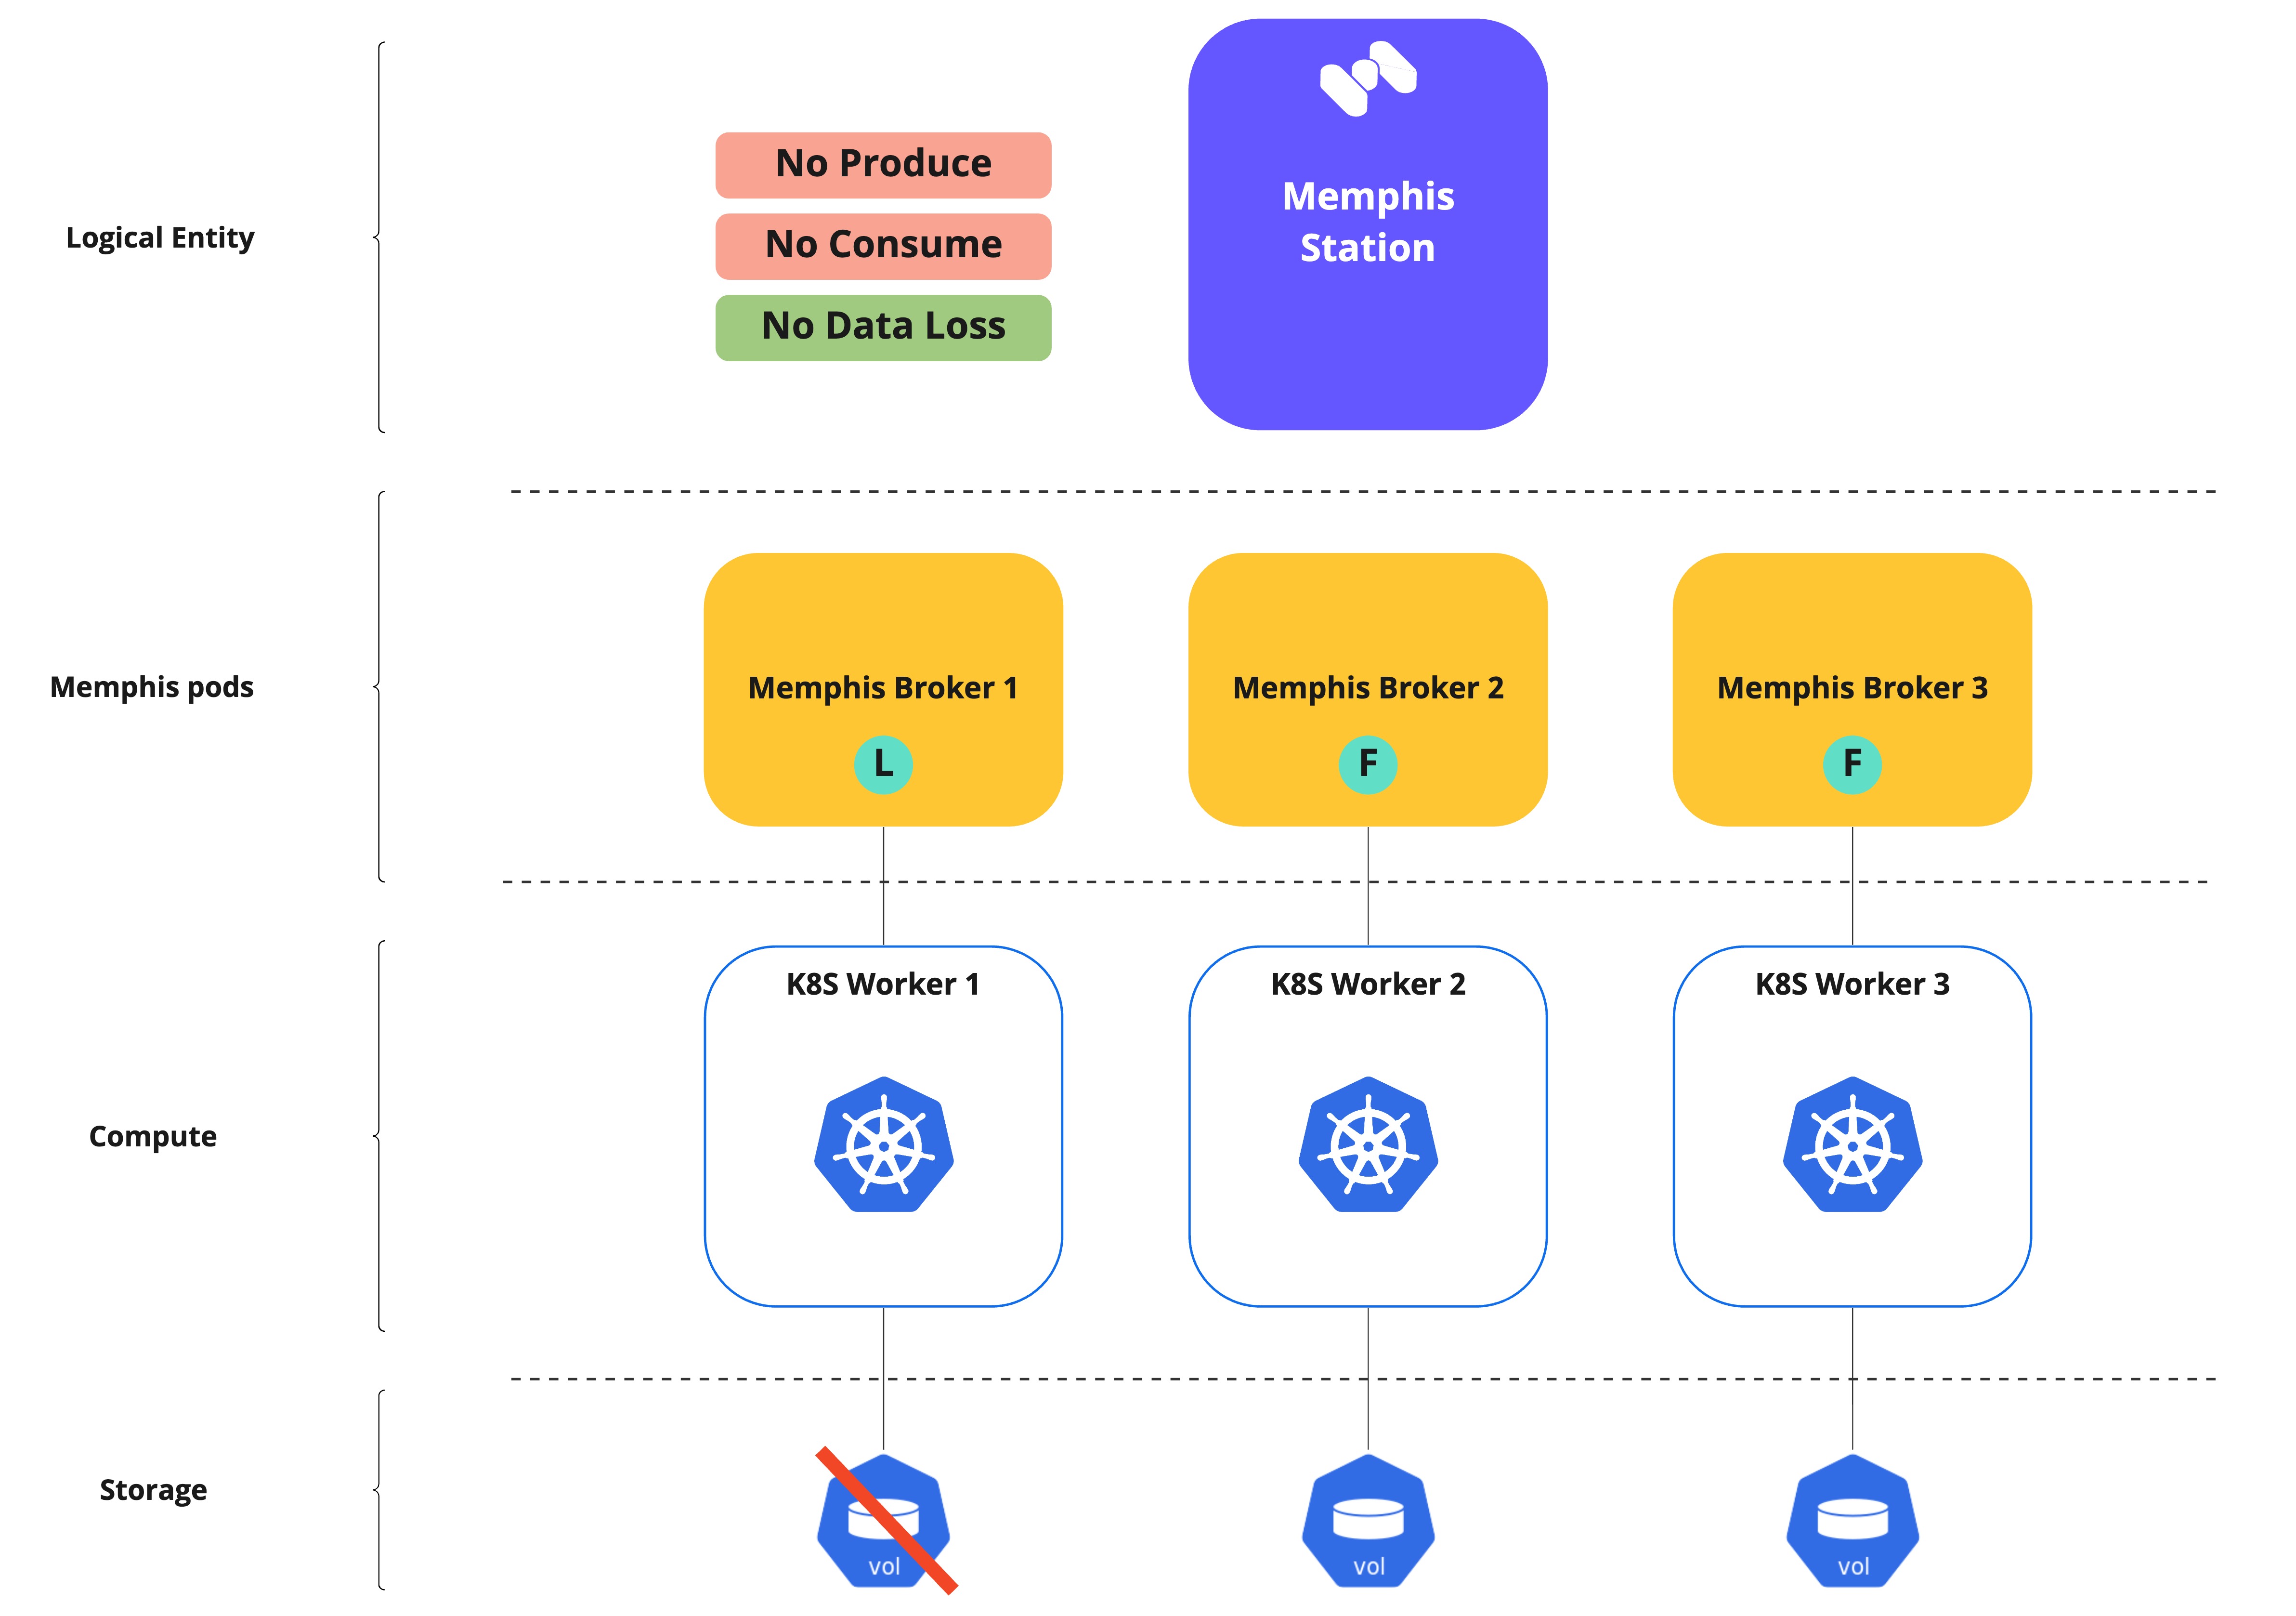 Logical Entity
No Produce
No Consume
No Data Loss
Memphis
Station
Memphis pods
Memphis Broker 1
L
Memphis Broker 2
F
Memphis Broker 3
F
Compute
K8S Worker 1
K8S Worker 2
K8S Worker 3
Storage
vol
vol
vol